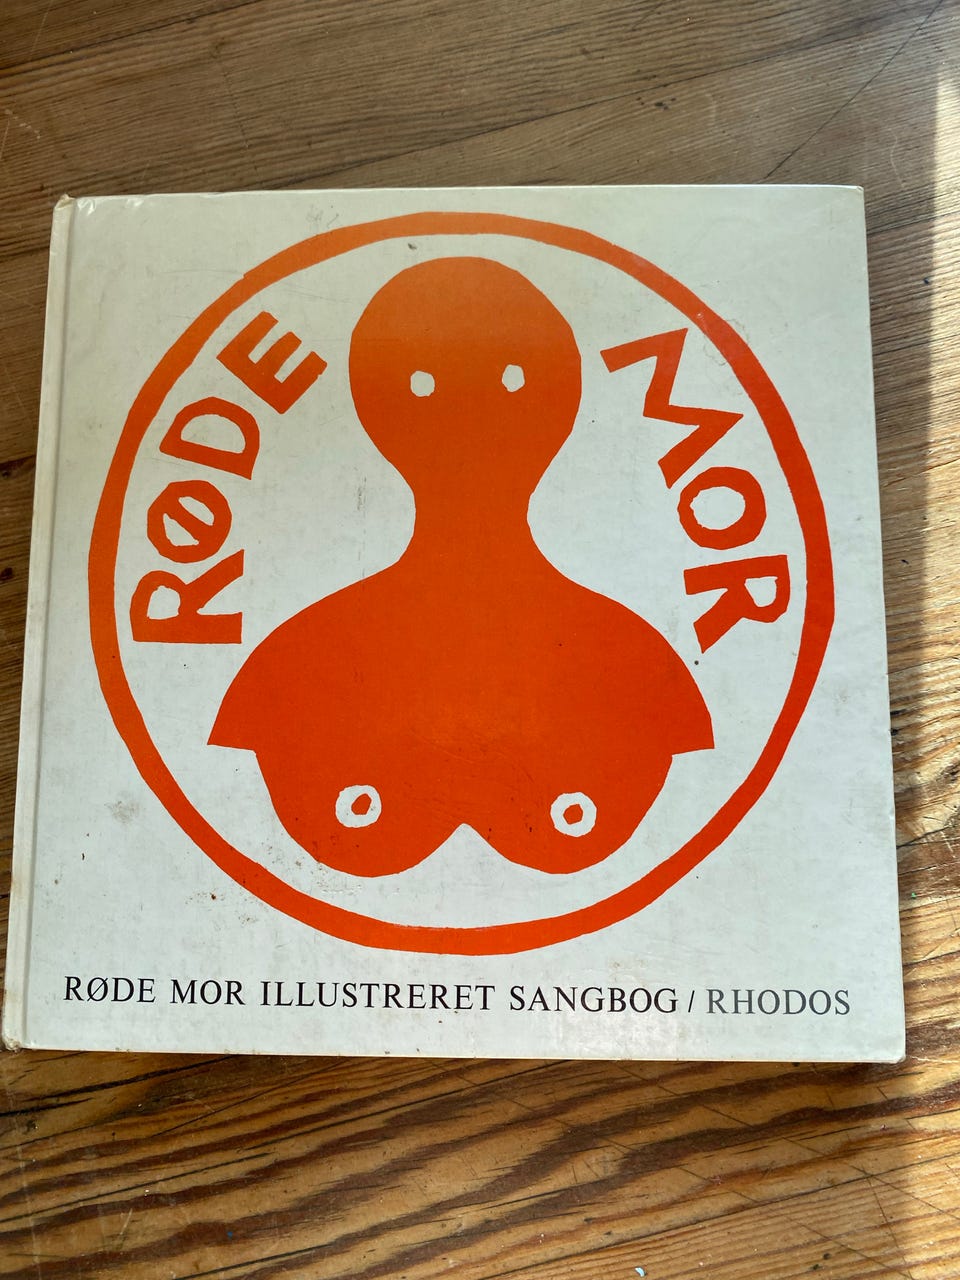 RØDE MOR
RØDE MOR ILLUSTRERET SANGBOG / RHODOS